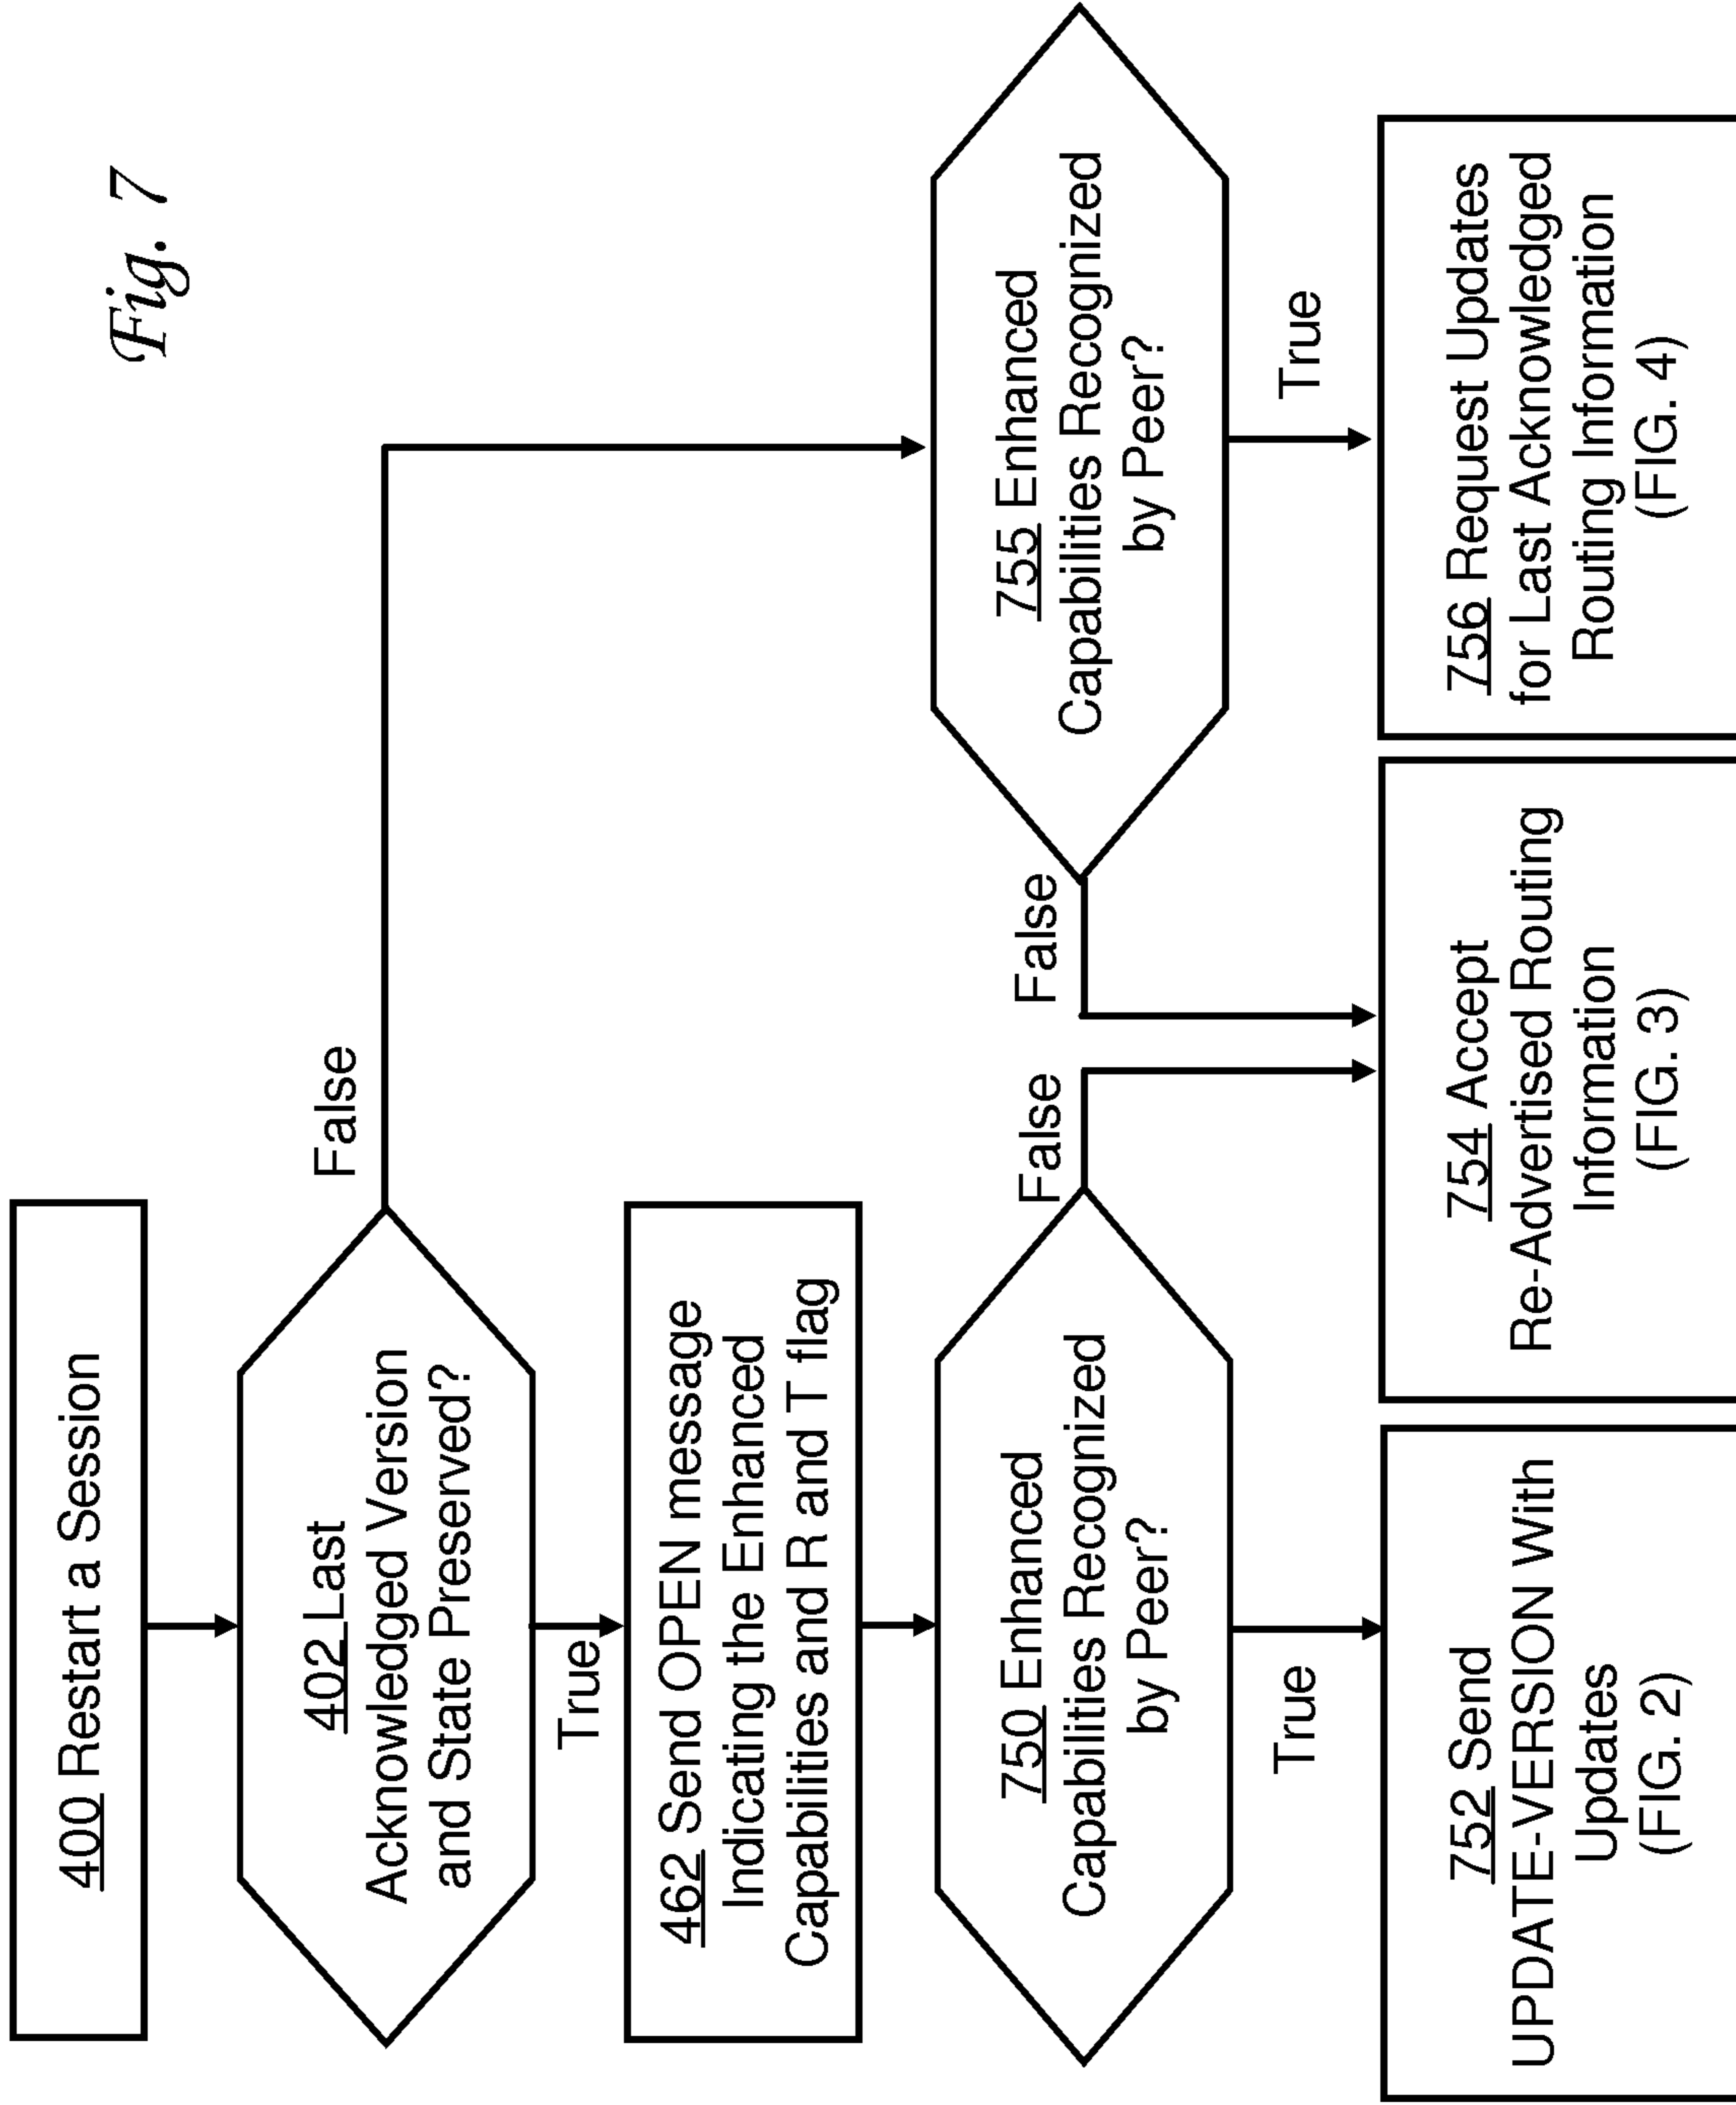 Fig. 7
400 Restart a Session
402 Last
Acknowledged Version
and State Preserved?
False
True
462 Send OPEN message
Indicating the Enhanced
Capabilities and R and T flag
750 Enhanced
Capabilities Recognized
by Peer?
False
True
755 Enhanced
Capabilities Recognized
by Peer?
False
True
752 Send
UPDATE-VERSION With
Updates
(FIG. 2)
754 Accept
Re-Advertised Routing
Information
(FIG. 3)
756 Request Updates
for Last Acknowledged
Routing Information
(FIG. 4)